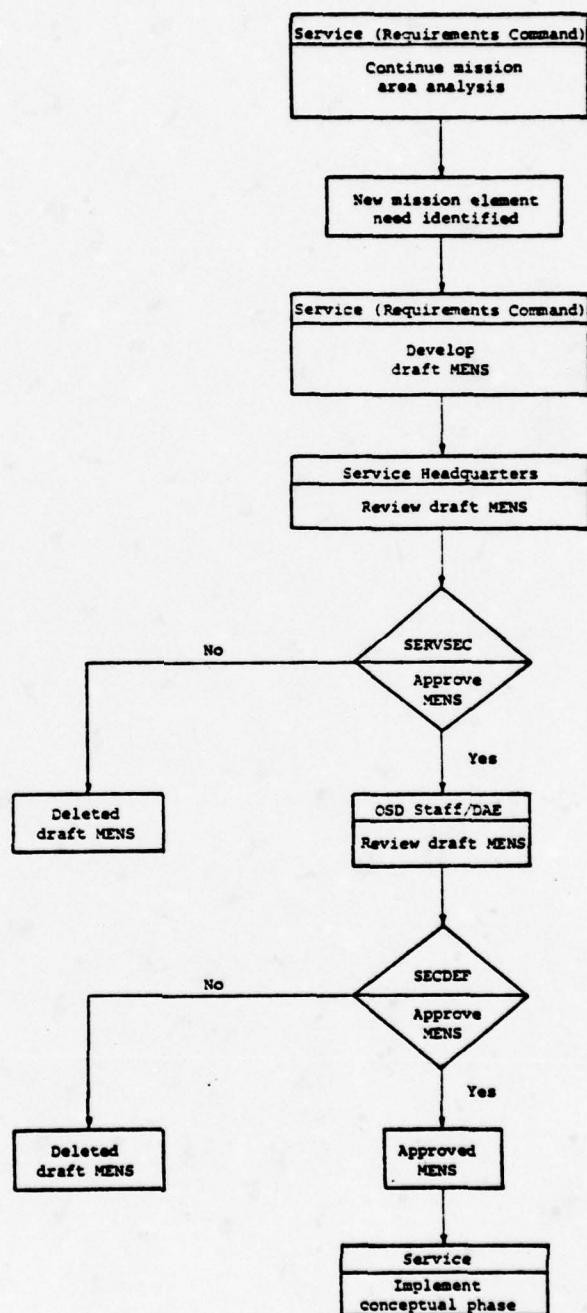 Service (Requirements Command)
Continue mission
area analysis
New mission element
need identified
Service (Requirements Command)
Develop
draft MENS
Service Headquarters
Review draft MENS
SERVSEC
No
Approve
MENS
Yes
Deleted
draft MENS
OSD Staff/DAE
Review draft MENS
SECDEF
No
Approve
MENS
Yes
Deleted
draft MENS
Approved
MENS
Service
Implement
conceptual phase